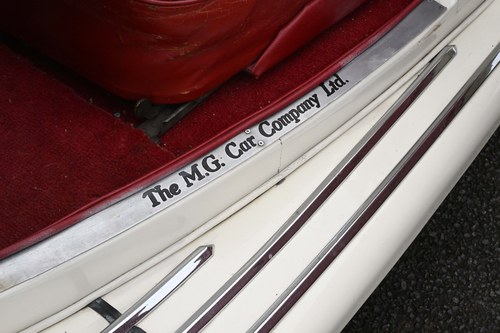 The M.G. Car Company Ltd.